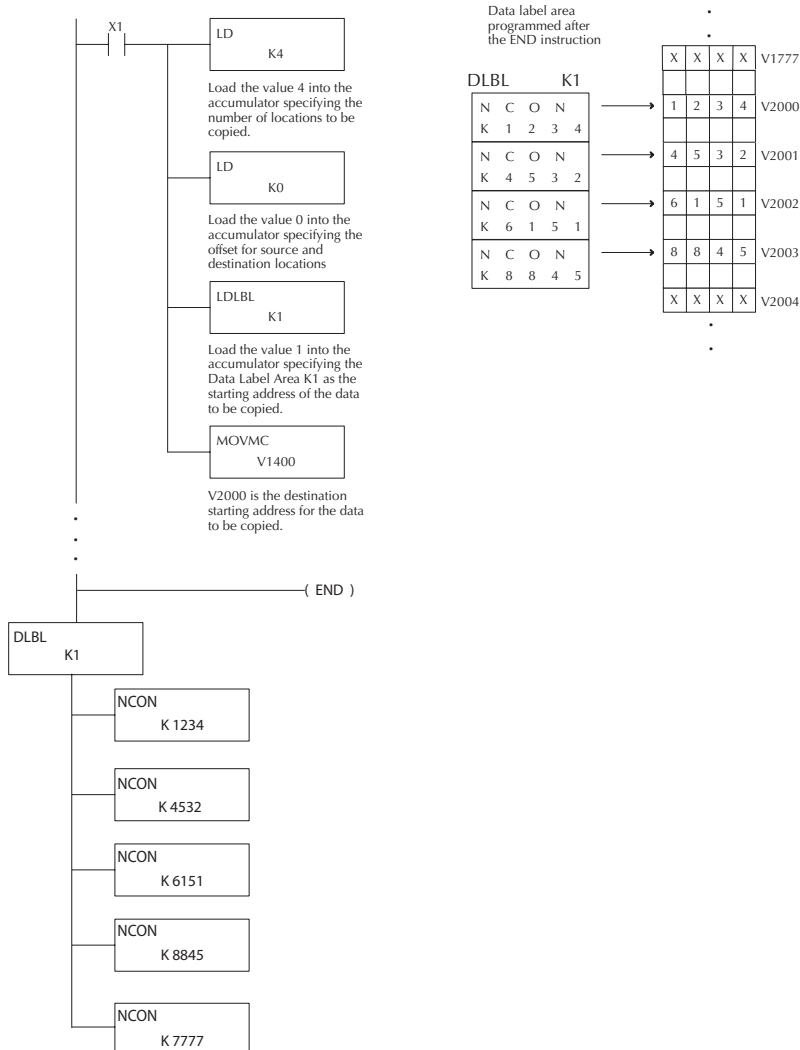 X1
LD
K4
Load the value 4 into the
accumulator specifying the
number of locations to be
copied.
LD
K0
Load the value 0 into the
accumulator specifying the
offset for source and
destination locations
LDLBL
K1
Load the value 1 into the
accumulator specifying the
Data Label Area K1 as the
starting address of the data
to be copied.
MOVMC
V1400
V2000 is the destination
starting address for the data
to be copied.
( END )
DLBL
K1
NCON
K 1234
NCON
K 4532
NCON
K 6151
NCON
K 8845
NCON
K 7777
Data label area
programmed after
the END instruction
DLBL K1
N C O N
K 1 2 3 4
N C O N
K 4 5 3 2
N C O N
K 6 1 5 1
N C O N
K 8 8 4 5
X X X X V1777
1 2 3 4 V2000
4 5 3 2 V2001
6 1 5 1 V2002
8 8 4 5 V2003
X X X X V2004